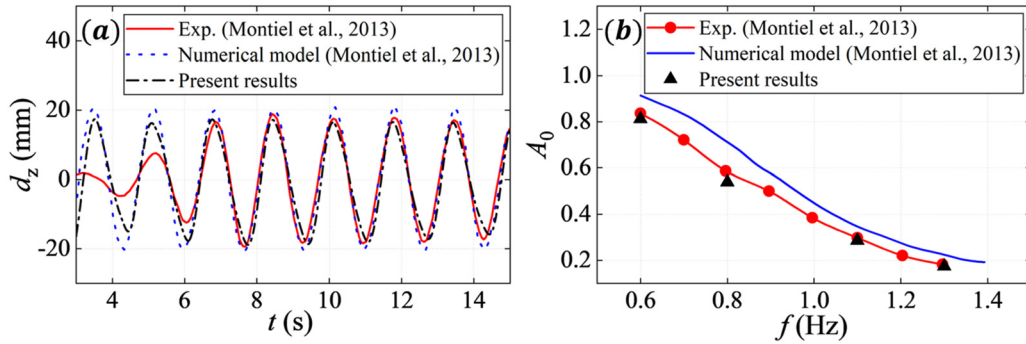 (a)
Exp. (Montiel et al., 2013)
Numerical model (Montiel et al., 2013)
Present results
40
20
0
-20
d_z (mm)
4
6
8
10
12
14
t (s)
(b)
Exp. (Montiel et al., 2013)
Numerical model (Montiel et al., 2013)
Present results
1.2
1.0
0.8
0.6
0.4
0.2
A_0
0.6
0.8
1.0
1.2
1.4
f (Hz)